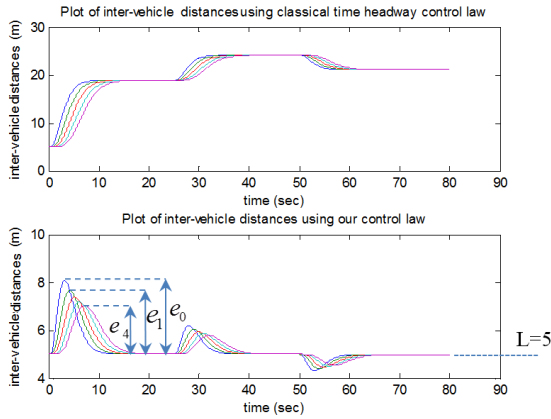 Plot of inter-vehicle distances using classical time headway control law
inter-vehicle distances (m)
30
20
10
0
0 10 20 30 40 50 60 70 80 90
time (sec)
Plot of inter-vehicle distances using our control law
inter-vehicle distances (m)
10
8
6
4
e4 e1 e0
L=5
0 10 20 30 40 50 60 70 80 90
time (sec)